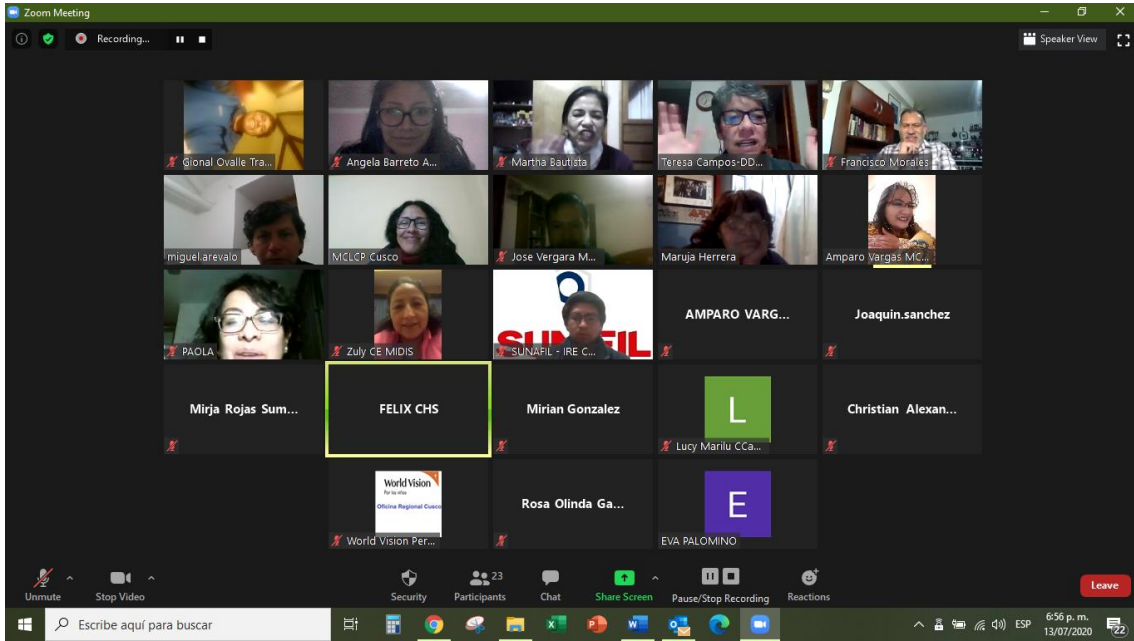 Zoom Meeting
Recording...
Speaker View
Gional Ovalle Tra...
Angela Barreto A...
Martha Bautista
Teresa Campos-DD...
Francisco Morales
miguel.arevalo
MCLCP Cusco
Jose Vergara M...
Maruja Herrera
Amparo Vargas MC...
PAOLA
Zuly CE MIDIS
SUNAFIL
SUNAFIL - IRE C...
AMPARO VARG...
Joaquin.sanchez
Mirja Rojas Sum...
FELIX CHS
Mirian Gonzalez
L
Lucy Marilu CCa...
Christian Alexan...
World Vision
Por los niños
Oficina Regional Cusco
World Vision Per...
Rosa Olinda Ga...
E
EVA PALOMINO
Unmute
Stop Video
Security
Participants
23
Chat
Share Screen
Pause/Stop Recording
Reactions
Leave
Escribe aquí para buscar
ESP
6:56 p. m.
13/07/2020
22